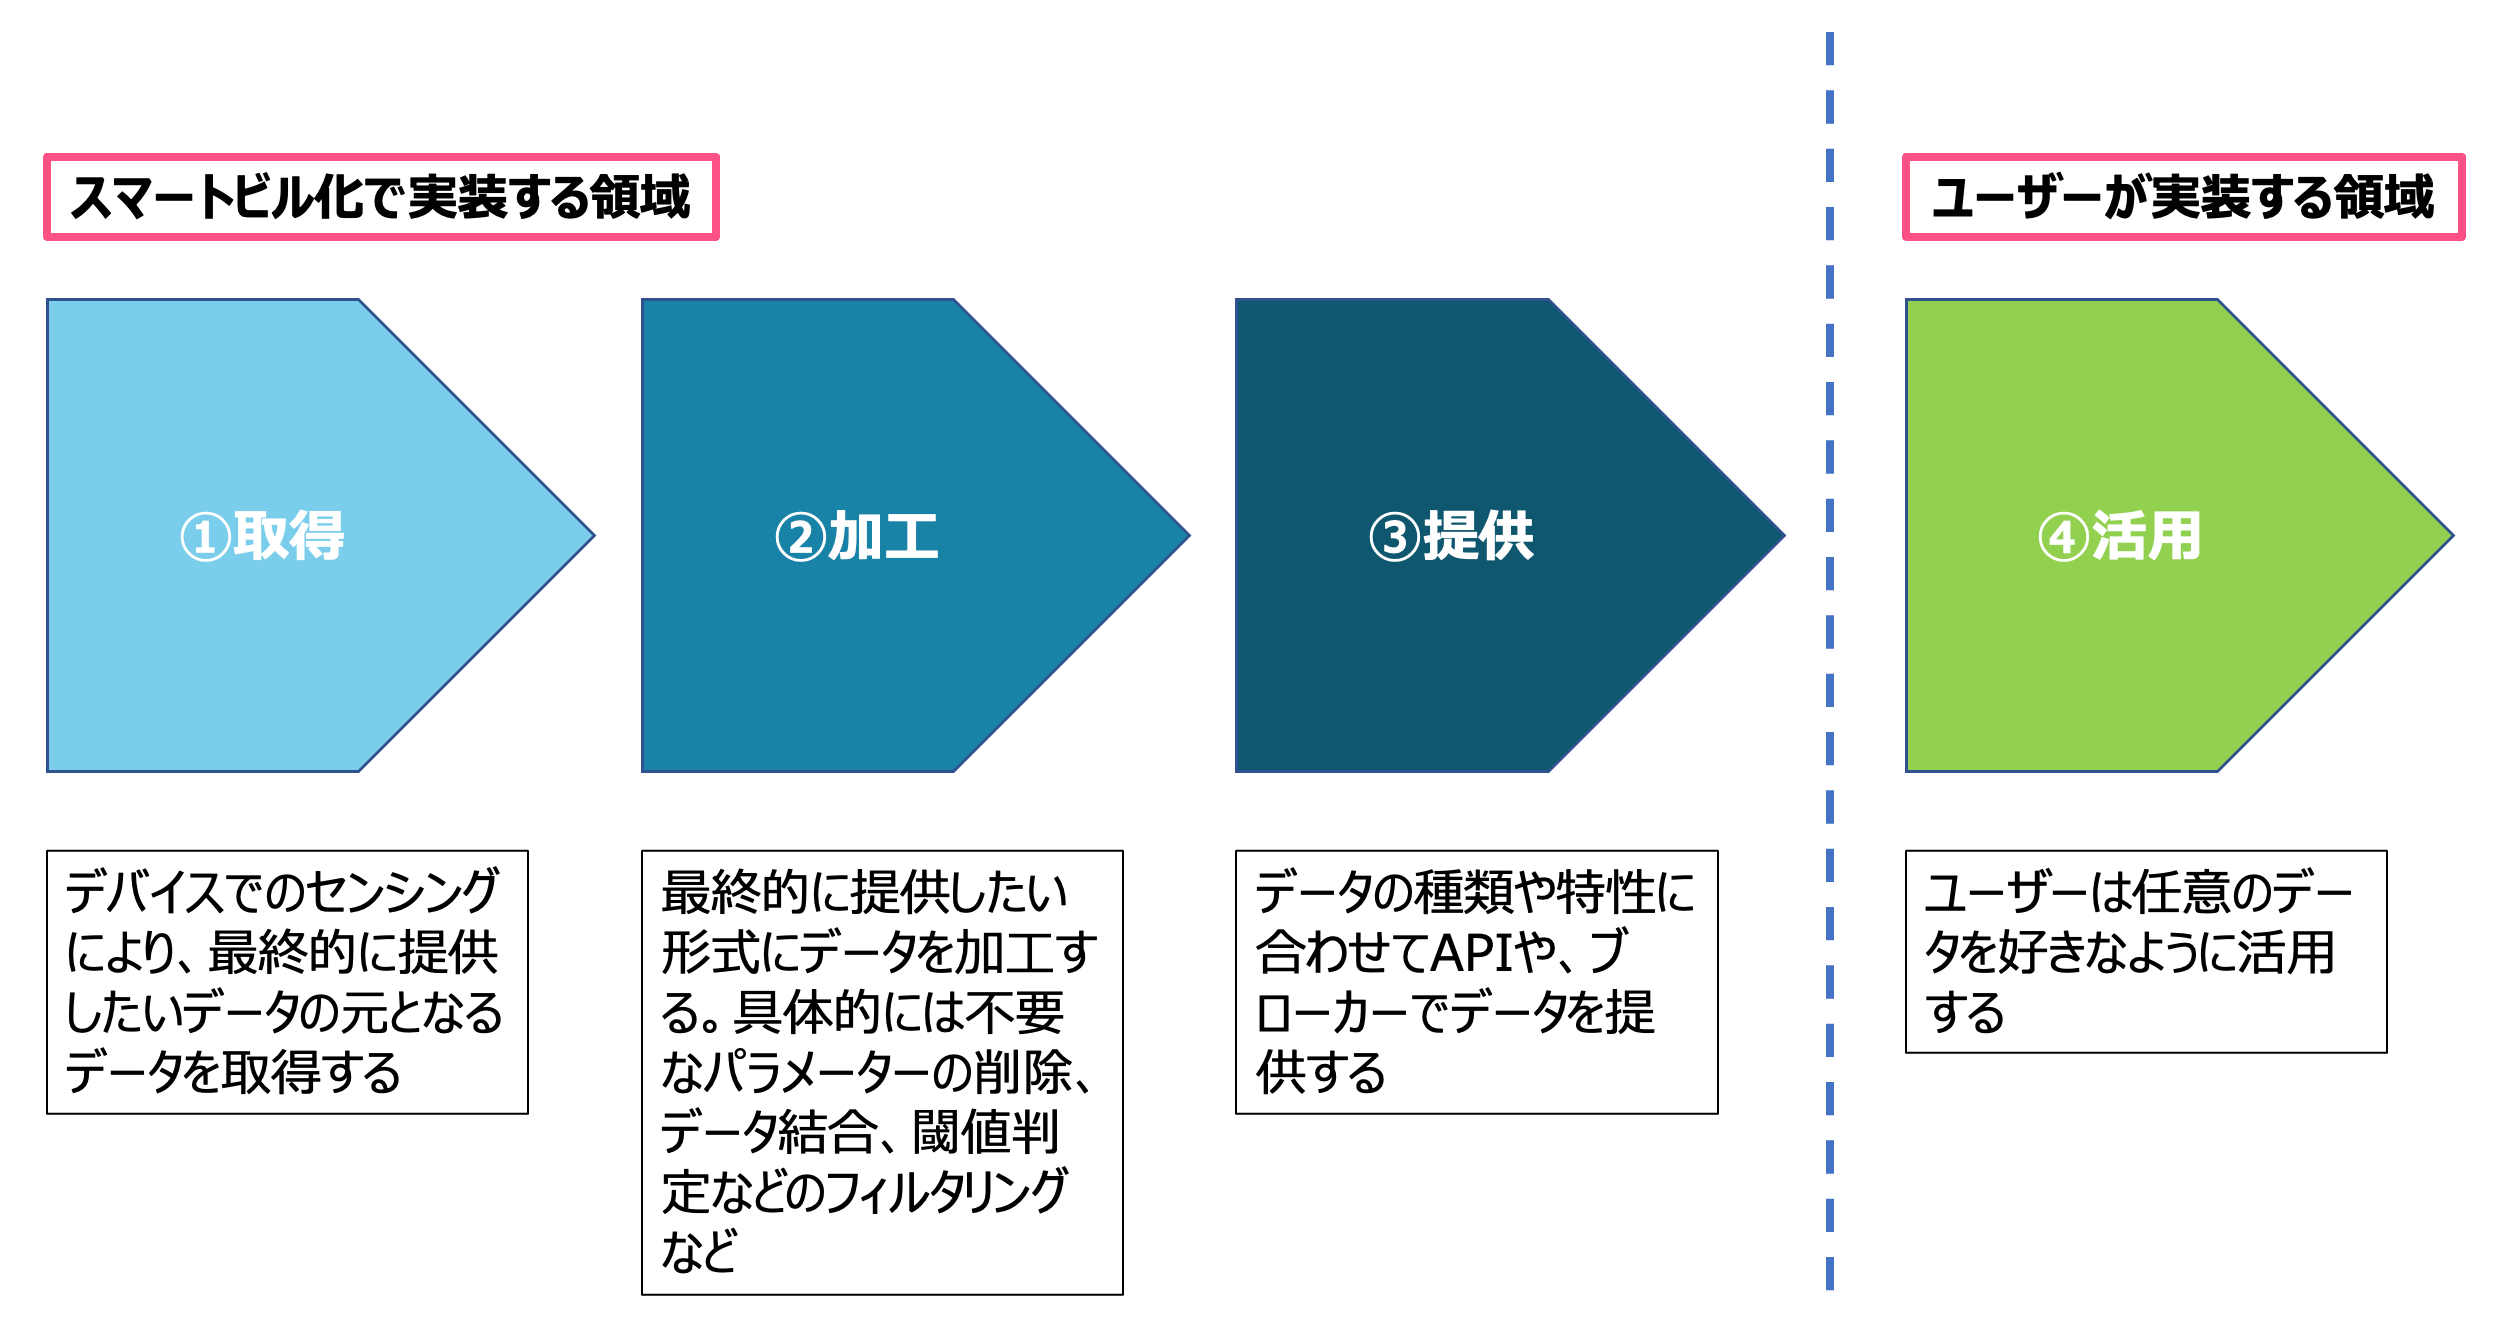 スマートビルで実装する領域
ユーザーが実装する領域
①取得
②加工
③提供
④活用
デバイスでのセンシング
により、最終的に提供
したいデータの元となる
データを取得する
最終的に提供したい
形でにデータを加工す
る。具体的には不要
なパラメーターの削除、
データ結合、閾値判
定などのフィルタリング
など
データの種類や特性に
合わせてAPIや、ブ
ローカーでデータを提
供する
ユーザーは任意のデー
タを好きなように活用
する